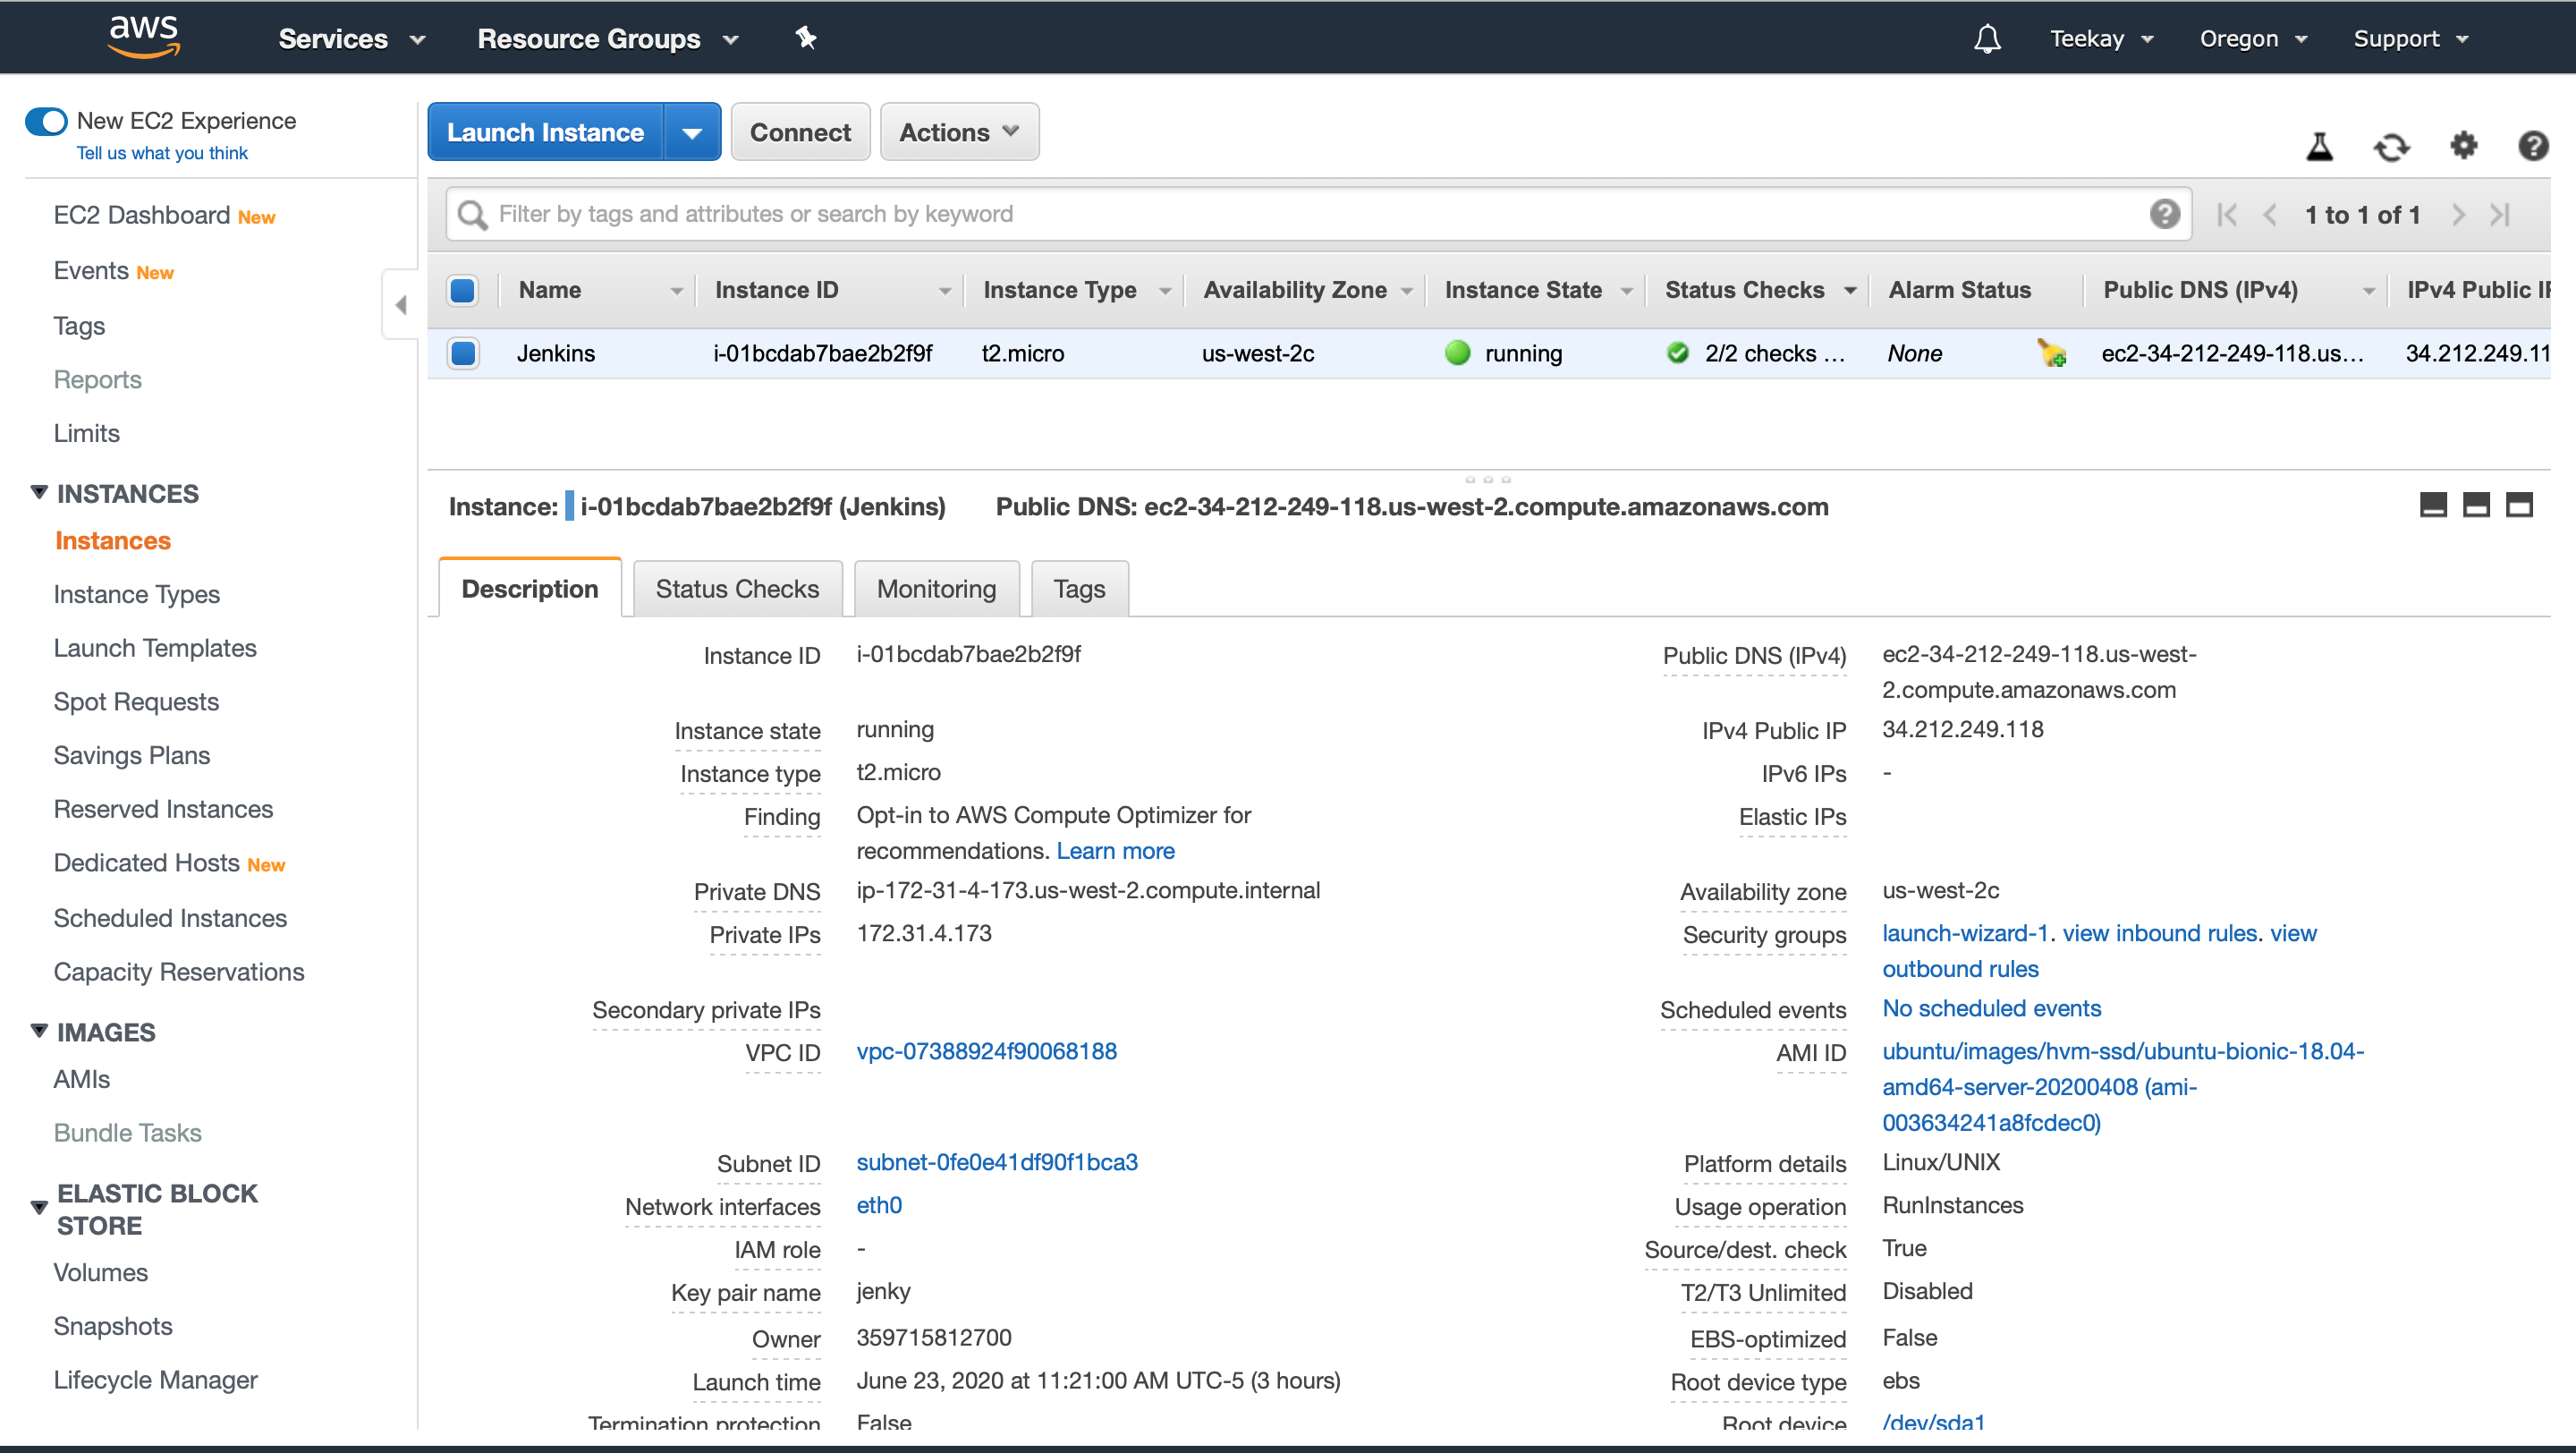 aws Services Resource Groups Teekay Oregon Support
New EC2 Experience
Tell us what you think
EC2 Dashboard New
Events New
Tags
Reports
Limits
INSTANCES
Instances
Instance Types
Launch Templates
Spot Requests
Savings Plans
Reserved Instances
Dedicated Hosts New
Scheduled Instances
Capacity Reservations
IMAGES
AMIs
Bundle Tasks
ELASTIC BLOCK
STORE
Volumes
Snapshots
Lifecycle Manager
Launch Instance Connect Actions
Filter by tags and attributes or search by keyword 1 to 1 of 1
Name Instance ID Instance Type Availability Zone Instance State Status Checks Alarm Status Public DNS (IPv4) IPv4 Public IP
Jenkins i-01bcdab7bae2b2f9f t2.micro us-west-2c running 2/2 checks … None ec2-34-212-249-118.us… 34.212.249.11
Instance: i-01bcdab7bae2b2f9f (Jenkins) Public DNS: ec2-34-212-249-118.us-west-2.compute.amazonaws.com
Description Status Checks Monitoring Tags
Instance ID i-01bcdab7bae2b2f9f
Instance state running
Instance type t2.micro
Finding Opt-in to AWS Compute Optimizer for
recommendations. Learn more
Private DNS ip-172-31-4-173.us-west-2.compute.internal
Private IPs 172.31.4.173
Secondary private IPs
VPC ID vpc-07388924f90068188
Subnet ID subnet-0fe0e41df90f1bca3
Network interfaces eth0
IAM role -
Key pair name jenky
Owner 359715812700
Launch time June 23, 2020 at 11:21:00 AM UTC-5 (3 hours)
Termination protection False
Public DNS (IPv4) ec2-34-212-249-118.us-west-
2.compute.amazonaws.com
IPv4 Public IP 34.212.249.118
IPv6 IPs -
Elastic IPs
Availability zone us-west-2c
Security groups launch-wizard-1. view inbound rules. view
outbound rules
Scheduled events No scheduled events
AMI ID ubuntu/images/hvm-ssd/ubuntu-bionic-18.04-
amd64-server-20200408 (ami-
003634241a8fcdec0)
Platform details Linux/UNIX
Usage operation RunInstances
Source/dest. check True
T2/T3 Unlimited Disabled
EBS-optimized False
Root device type ebs
Root device /dev/sda1